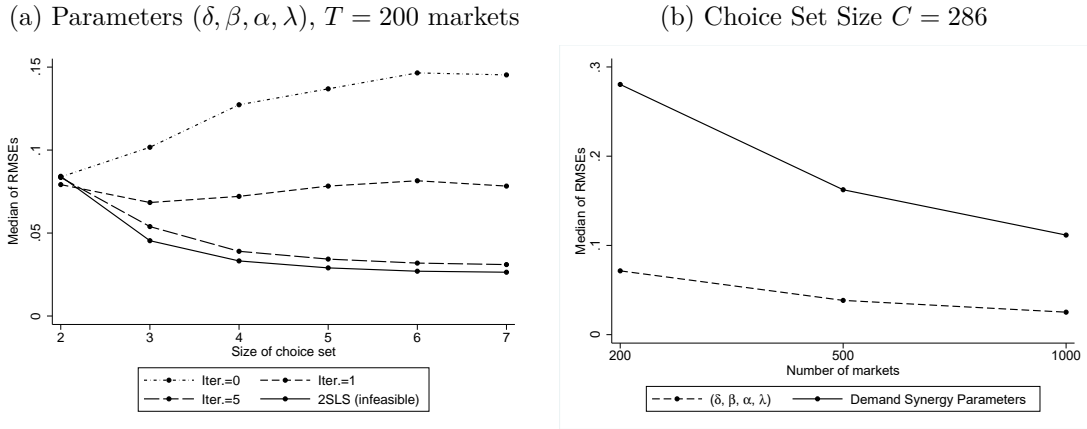 (a) Parameters (δ, β, α, λ), T = 200 markets
Median of RMSEs
.15
.1
.05
0
2 3 4 5 6 7
Size of choice set
Iter.=0 Iter.=1
Iter.=5 2SLS (infeasible)
(b) Choice Set Size C = 286
Median of RMSEs
.3
.2
.1
0
200 500 1000
Number of markets
(δ, β, α, λ) Demand Synergy Parameters